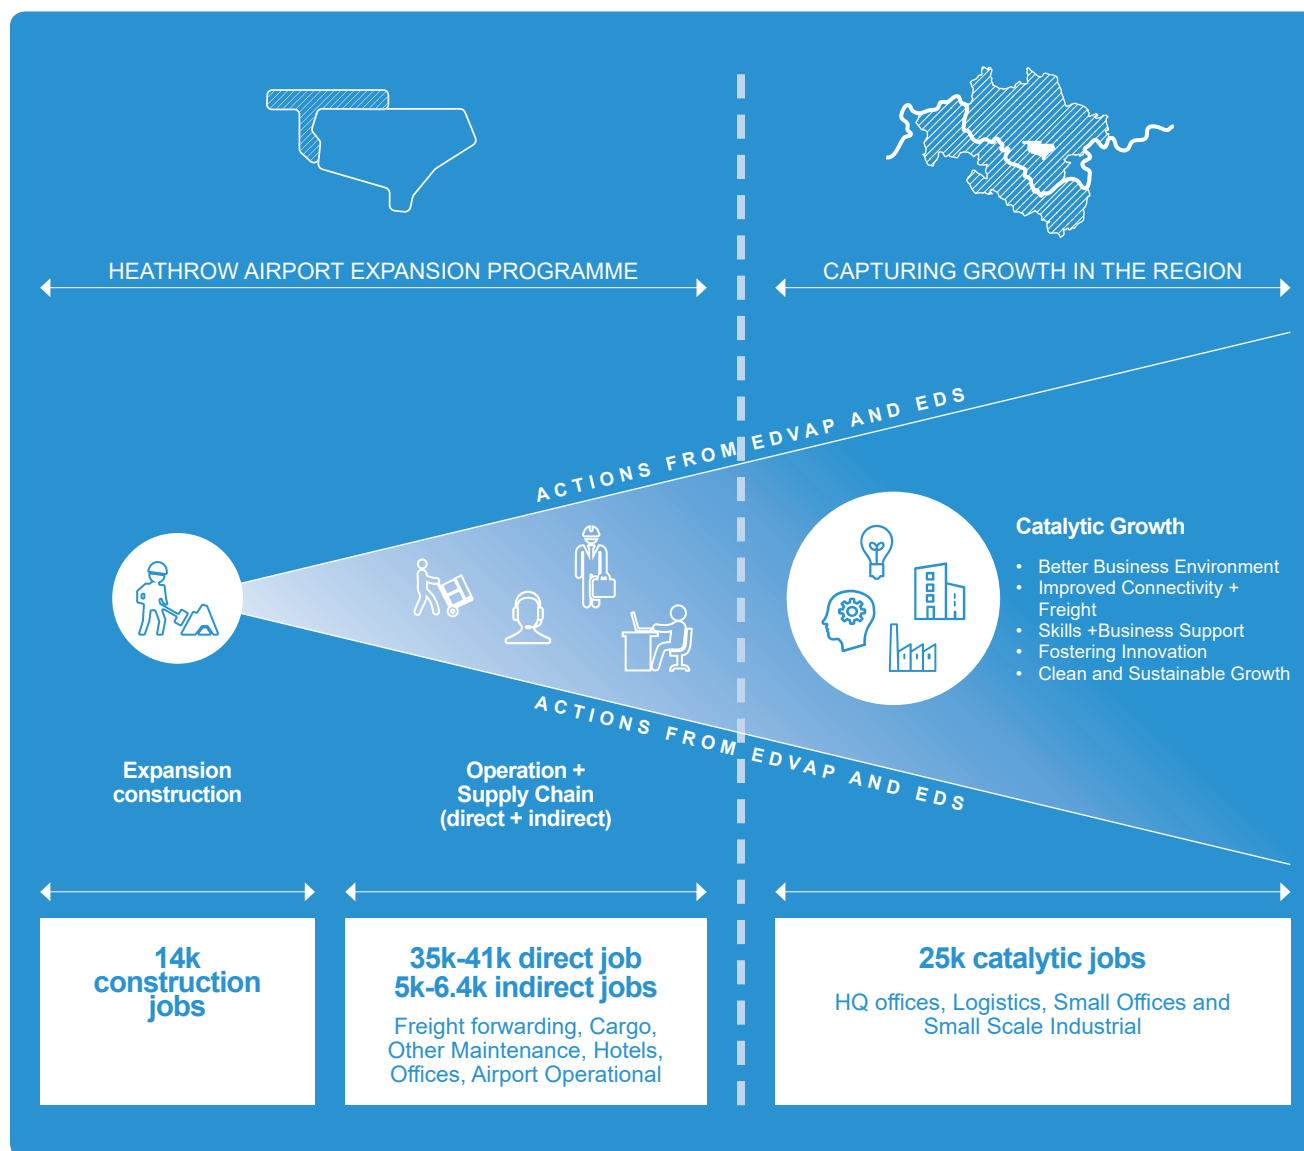 HEATHROW AIRPORT EXPANSION PROGRAMME
CAPTURING GROWTH IN THE REGION
ACTIONS FROM EDVAP AND EDS
Catalytic Growth
• Better Business Environment
• Improved Connectivity +
Freight
• Skills +Business Support
• Fostering Innovation
• Clean and Sustainable Growth
ACTIONS FROM EDVAP AND EDS
Expansion
construction
Operation +
Supply Chain
(direct + indirect)
14k
construction
jobs
35k-41k direct job
5k-6.4k indirect jobs
Freight forwarding, Cargo,
Other Maintenance, Hotels,
Offices, Airport Operational
25k catalytic jobs
HQ offices, Logistics, Small Offices and
Small Scale Industrial